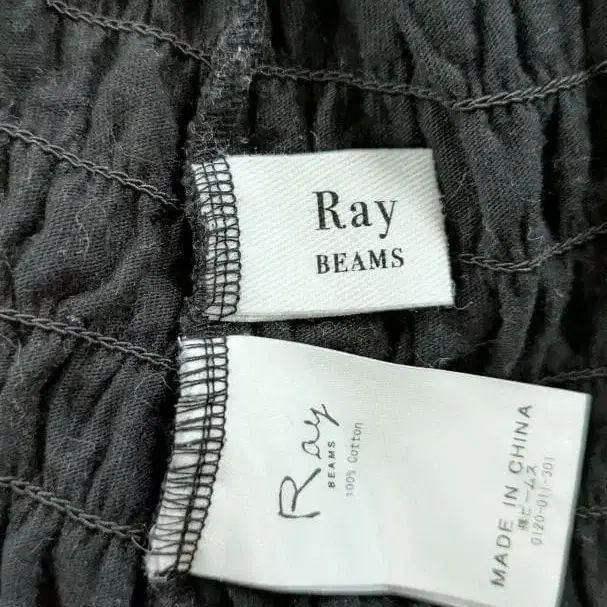 Ray
BEAMS
Ray
BEAMS
100% Cotton
MADE IN CHINA
㈱ビームス
0120-011-301